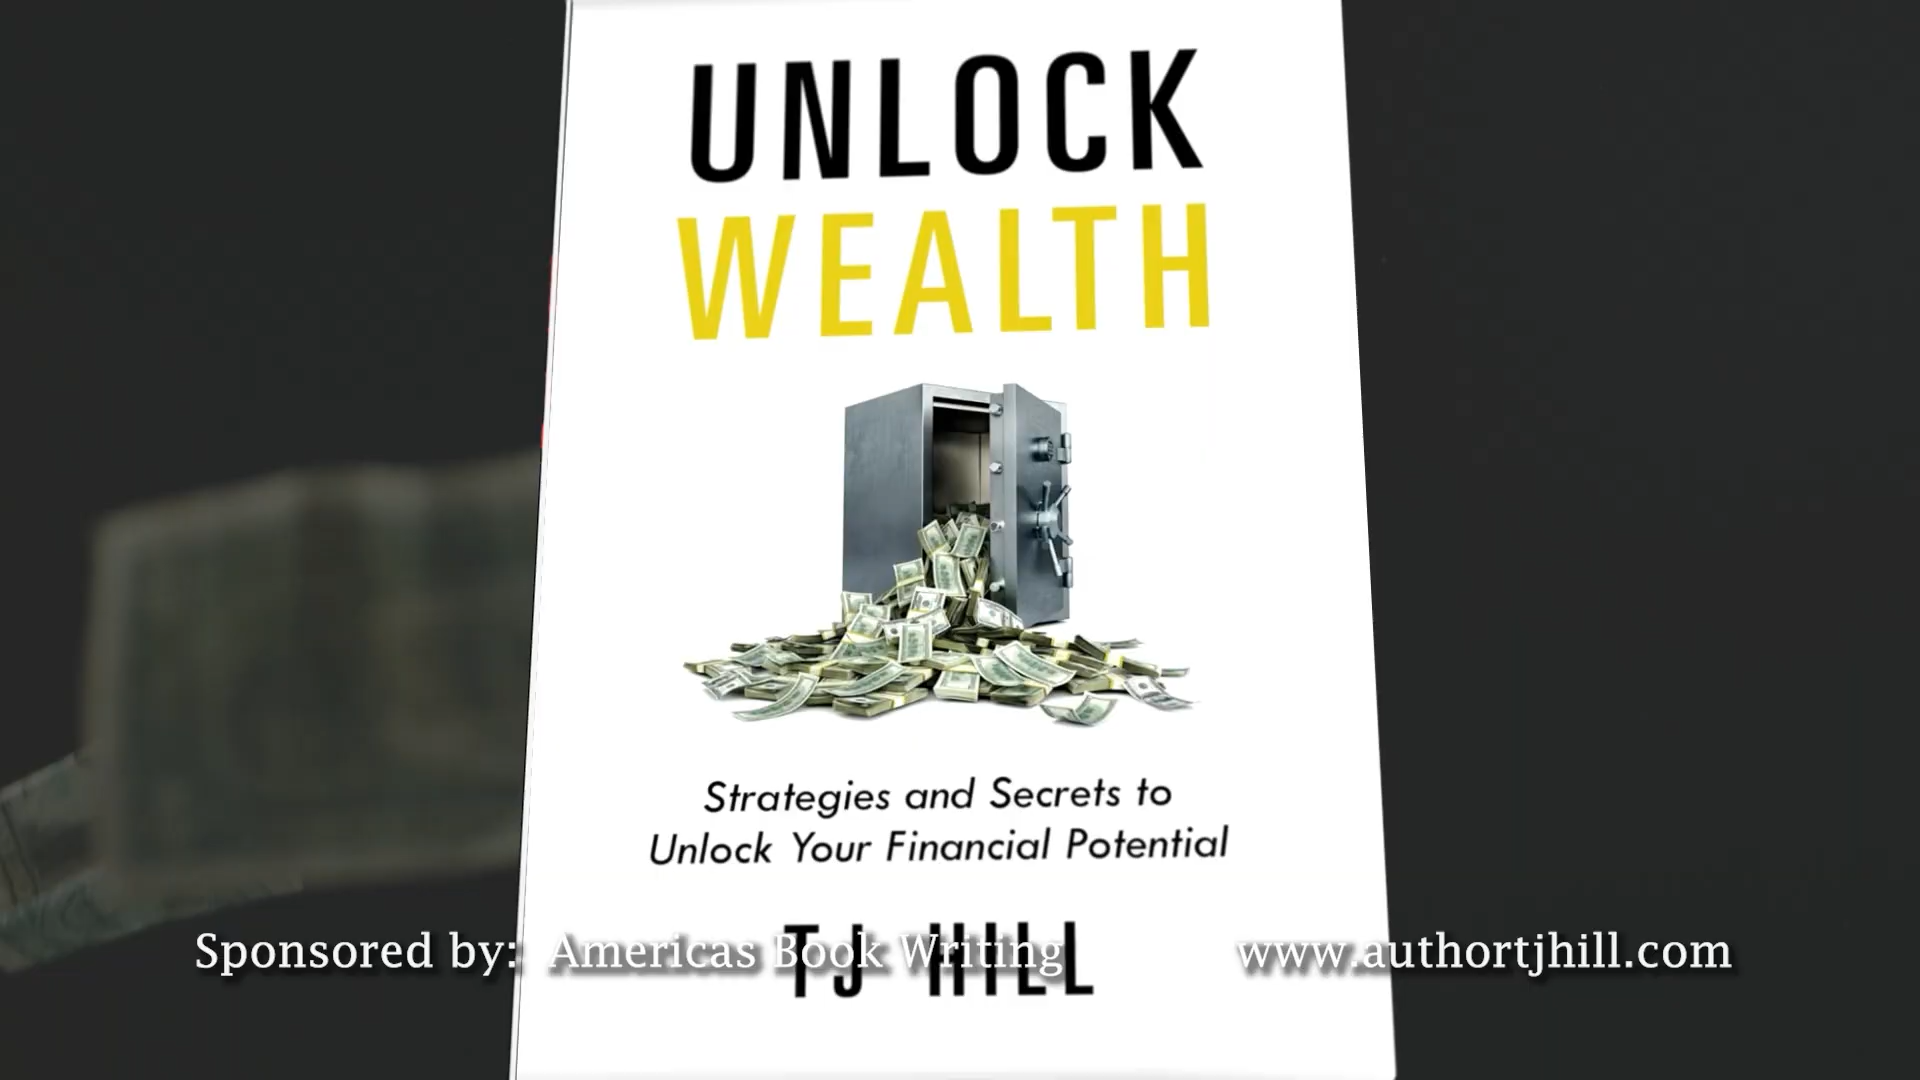 UNLOCK
WEALTH
Strategies and Secrets to
Unlock Your Financial Potential
TJ HILL
Sponsored by: Americas Book Writing
www.authortjhill.com